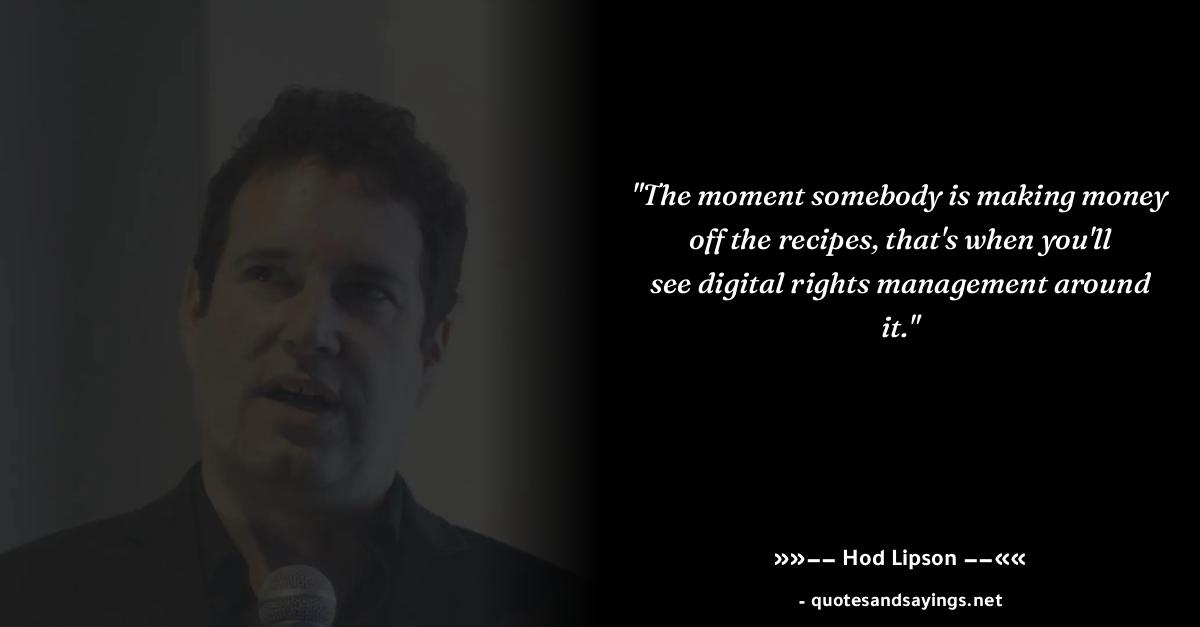 "The moment somebody is making money
off the recipes, that's when you'll
see digital rights management around
it."
»»—— Hod Lipson ——««
- quotesandsayings.net